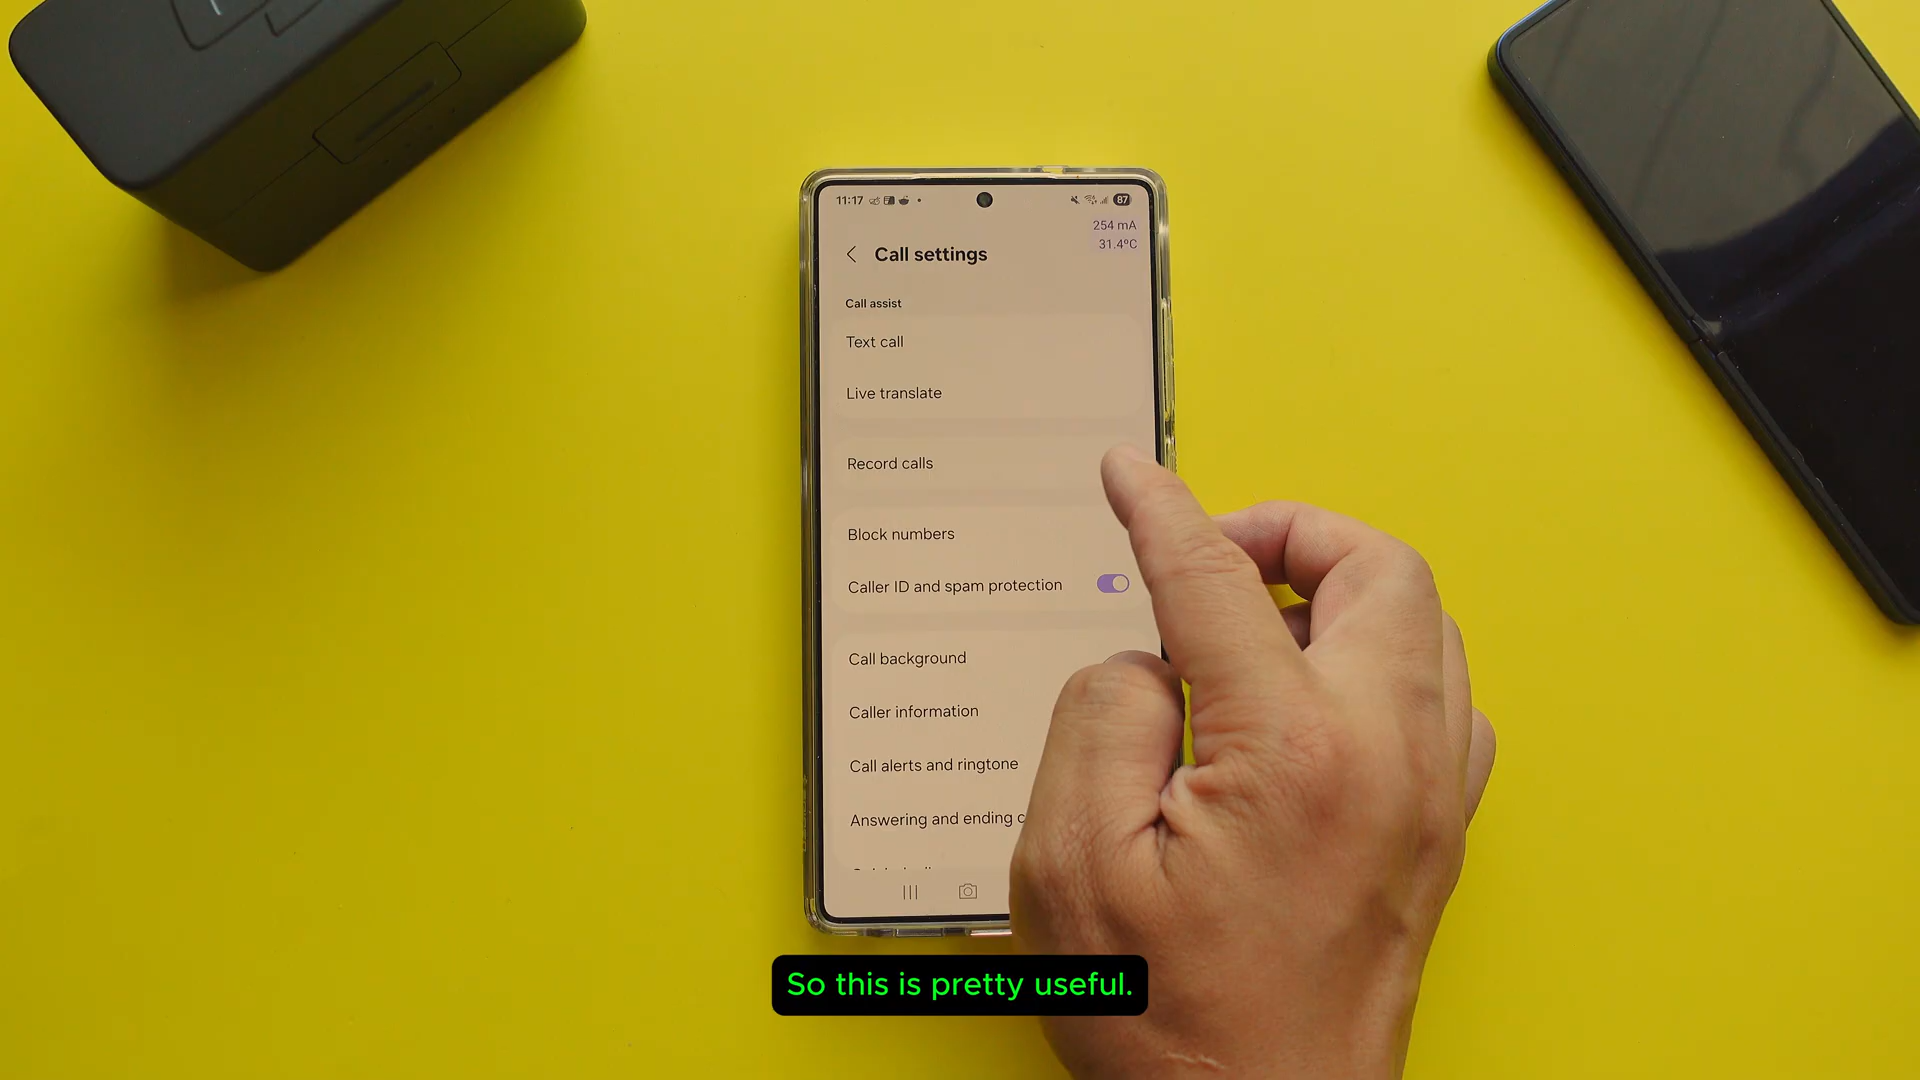 11:17
87
254 mA
31.4°C
Call settings
Call assist
Text call
Live translate
Record calls
Block numbers
Caller ID and spam protection
Call background
Caller information
Call alerts and ringtone
Answering and ending c
So this is pretty useful.